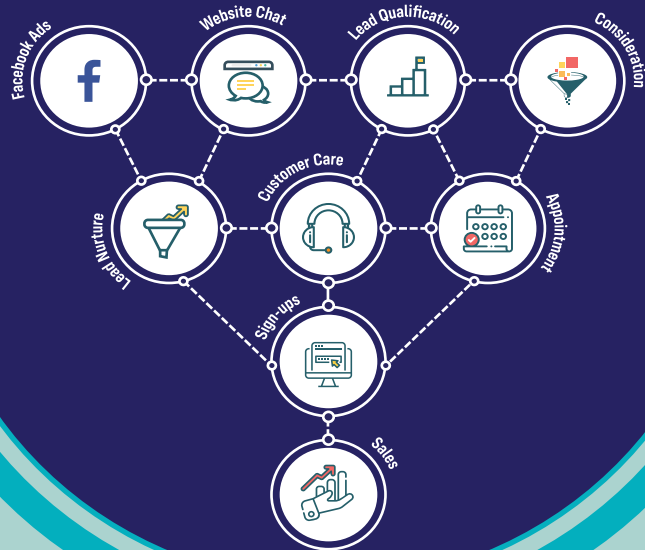 Facebook Ads
Website Chat
Lead Qualification
Consideration
Lead Nurture
Customer Care
Appointment
Sign-ups
Sales